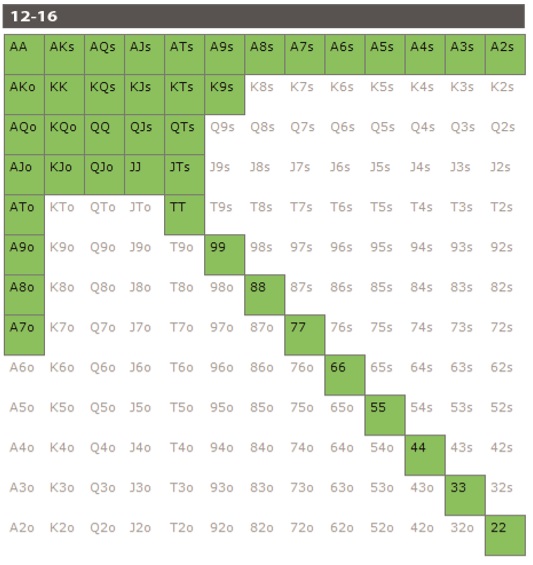 12-16
AA AKs AQs AJs ATs A9s A8s A7s A6s A5s A4s A3s A2s
AKo KK KQs KJs KTs K9s K8s K7s K6s K5s K4s K3s K2s
AQo KQo QQ QJs QTs Q9s Q8s Q7s Q6s Q5s Q4s Q3s Q2s
AJo KJo QJo JJ JTs J9s J8s J7s J6s J5s J4s J3s J2s
ATo KTo QTo JTo TT T9s T8s T7s T6s T5s T4s T3s T2s
A9o K9o Q9o J9o T9o 99 98s 97s 96s 95s 94s 93s 92s
A8o K8o Q8o J8o T8o 98o 88 87s 86s 85s 84s 83s 82s
A7o K7o Q7o J7o T7o 97o 87o 77 76s 75s 74s 73s 72s
A6o K6o Q6o J6o T6o 96o 86o 76o 66 65s 64s 63s 62s
A5o K5o Q5o J5o T5o 95o 85o 75o 65o 55 54s 53s 52s
A4o K4o Q4o J4o T4o 94o 84o 74o 64o 54o 44 43s 42s
A3o K3o Q3o J3o T3o 93o 83o 73o 63o 53o 43o 33 32s
A2o K2o Q2o J2o T2o 92o 82o 72o 62o 52o 42o 32o 22